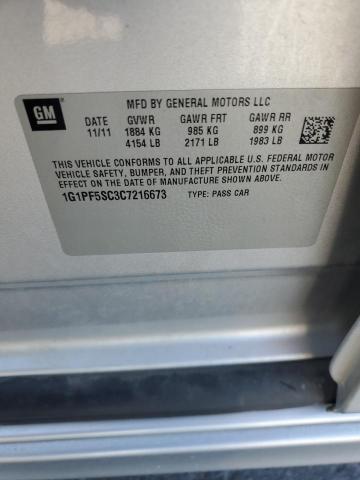 GM
MFD BY GENERAL MOTORS LLC
DATE GVWR GAWR FRT GAWR RR
11/11 1884 KG 985 KG 899 KG
4154 LB 2171 LB 1983 LB
THIS VEHICLE CONFORMS TO ALL APPLICABLE U.S. FEDERAL MOTOR
VEHICLE SAFETY, BUMPER, AND THEFT PREVENTION STANDARDS IN
EFFECT ON THE DATE OF MANUFACTURE SHOWN ABOVE.
1G1PF5SC3C7216673 TYPE: PASS CAR